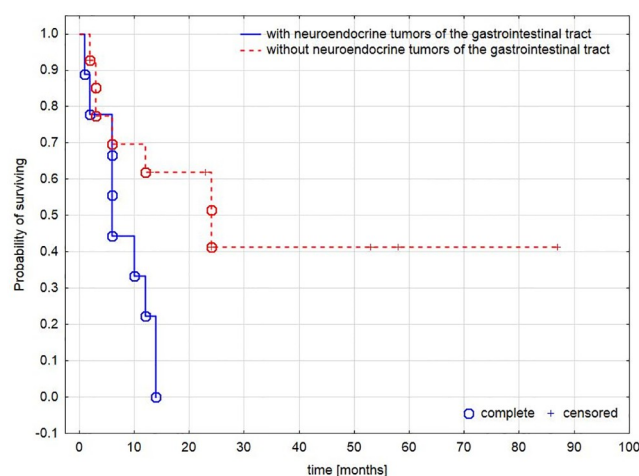 with neuroendocrine tumors of the gastrointestinal tract
without neuroendocrine tumors of the gastrointestinal tract
1.0
0.9
0.8
0.7
0.6
0.5
0.4
0.3
0.2
0.1
0.0
-0.1
Probability of surviving
complete
censored
0 10 20 30 40 50 60 70 80 90 100
time [months]